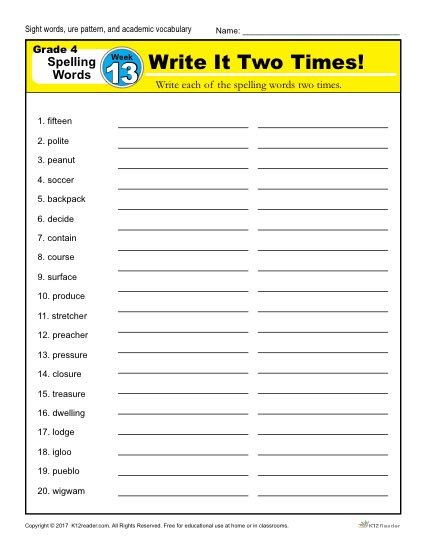 Sight words, ure pattern, and academic vocabulary Name:
Grade 4
Spelling
Words
Week
13
Write It Two Times!
Write each of the spelling words two times.
1. fifteen
2. polite
3. peanut
4. soccer
5. backpack
6. decide
7. contain
8. course
9. surface
10. produce
11. stretcher
12. preacher
13. pressure
14. closure
15. treasure
16. dwelling
17. lodge
18. igloo
19. pueblo
20. wigwam
Copyright © 2017 K12reader.com. All Rights Reserved. Free for educational use at home or in classrooms. K12Reader